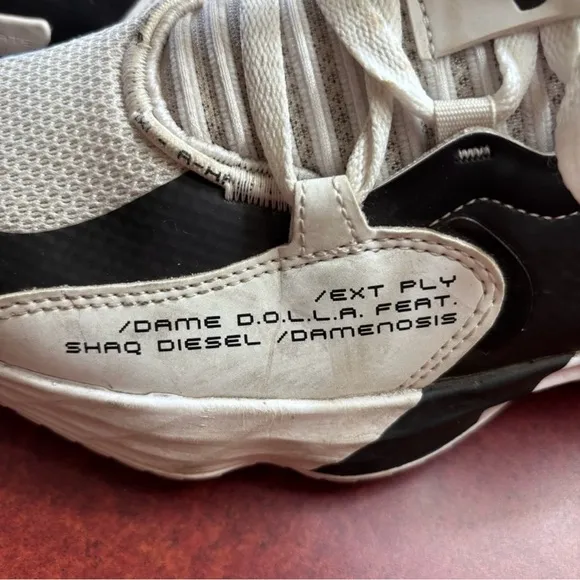 /EXT PLY
/DAME D.O.L.L.A. FEAT.
SHAQ DIESEL /DAMENOSIS